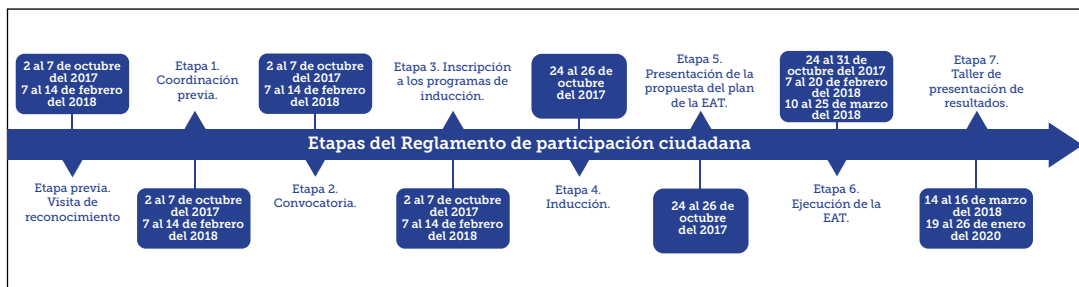 2 al 7 de octubre
del 2017
7 al 14 de febrero
del 2018
Etapa 1.
Coordinación
previa.
2 al 7 de octubre
del 2017
7 al 14 de febrero
del 2018
Etapa 3. Inscripción
a los programas de
inducción.
24 al 26 de
octubre
del 2017
Etapa 5.
Presentación de la
propuesta del plan
de la EAT.
24 al 31 de
octubre del 2017
7 al 20 de febrero
del 2018
10 al 25 de marzo
del 2018
Etapa 7.
Taller de
presentación de
resultados.
Etapas del Reglamento de participación ciudadana
Etapa previa.
Visita de
reconocimiento
2 al 7 de octubre
del 2017
7 al 14 de febrero
del 2018
Etapa 2.
Convocatoria.
2 al 7 de octubre
del 2017
7 al 14 de febrero
del 2018
Etapa 4.
Inducción.
24 al 26 de
octubre
del 2017
Etapa 6.
Ejecución de la
EAT.
14 al 16 de marzo
del 2018
19 al 26 de enero
del 2020